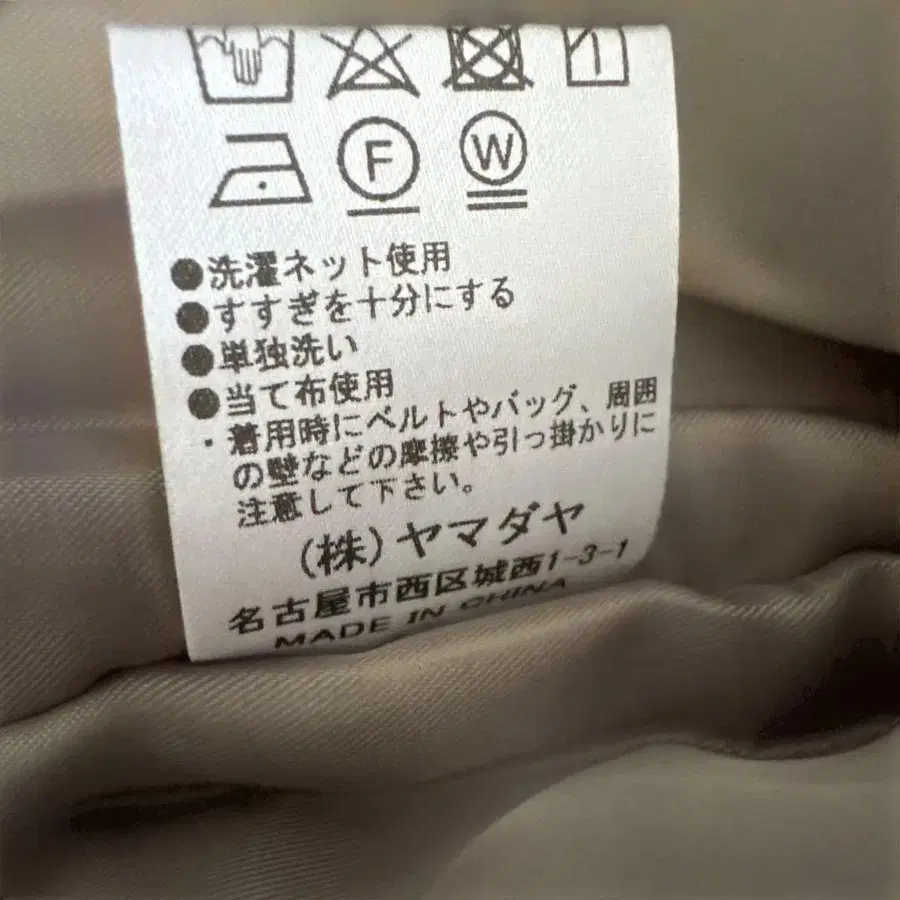 F
W
●洗濯ネット使用
●すすぎを十分にする
●単独洗い
●当て布使用
・着用時にベルトやバッグ、周囲
の壁などの摩擦や引っ掛かりに
注意して下さい。
(株)ヤマダヤ
名古屋市西区城西1-3-1
MADE IN CHINA